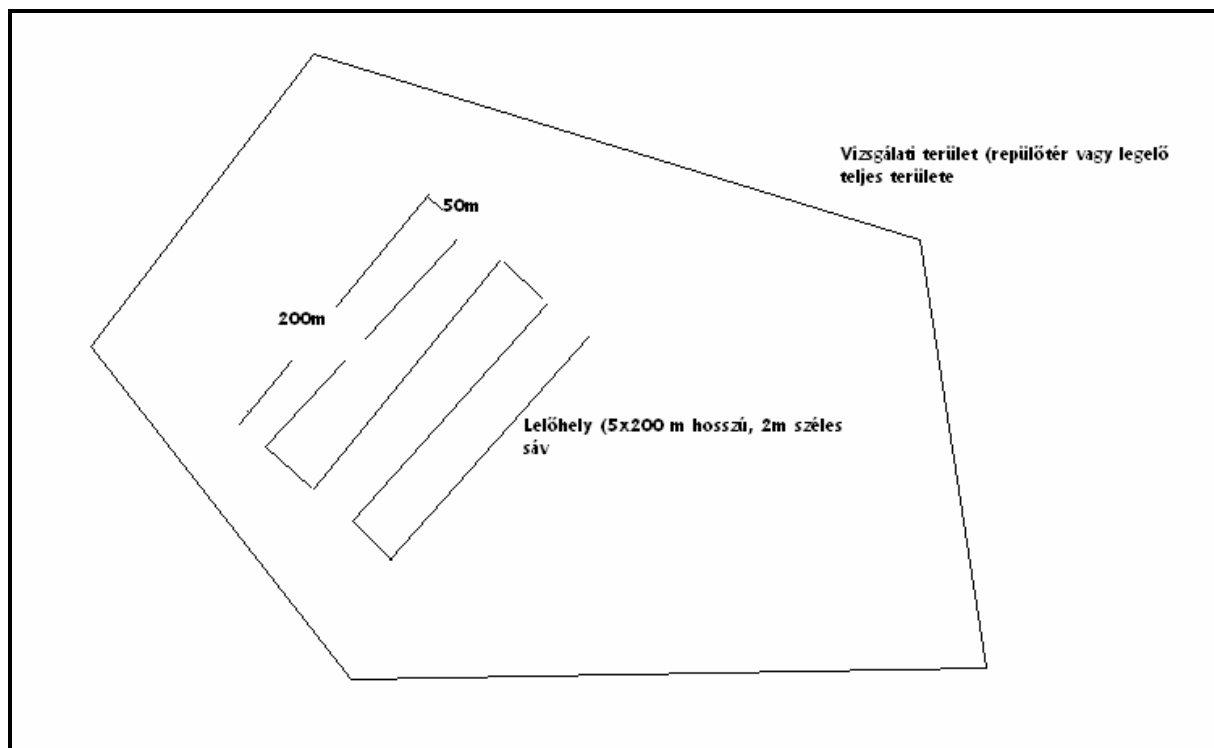 Vizsgálati terület (repülőtér vagy legelő
teljes területe
50m
200m
Lelőhely (5x200 m hosszú, 2m széles
sáv